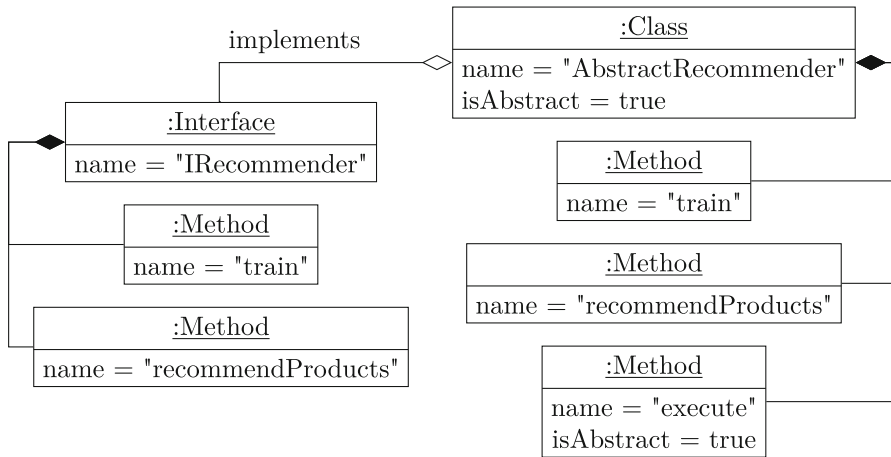 implements
:Class
name = "AbstractRecommender"
isAbstract = true
:Interface
name = "IRecommender"
:Method
name = "train"
:Method
name = "recommendProducts"
:Method
name = "train"
:Method
name = "recommendProducts"
:Method
name = "execute"
isAbstract = true